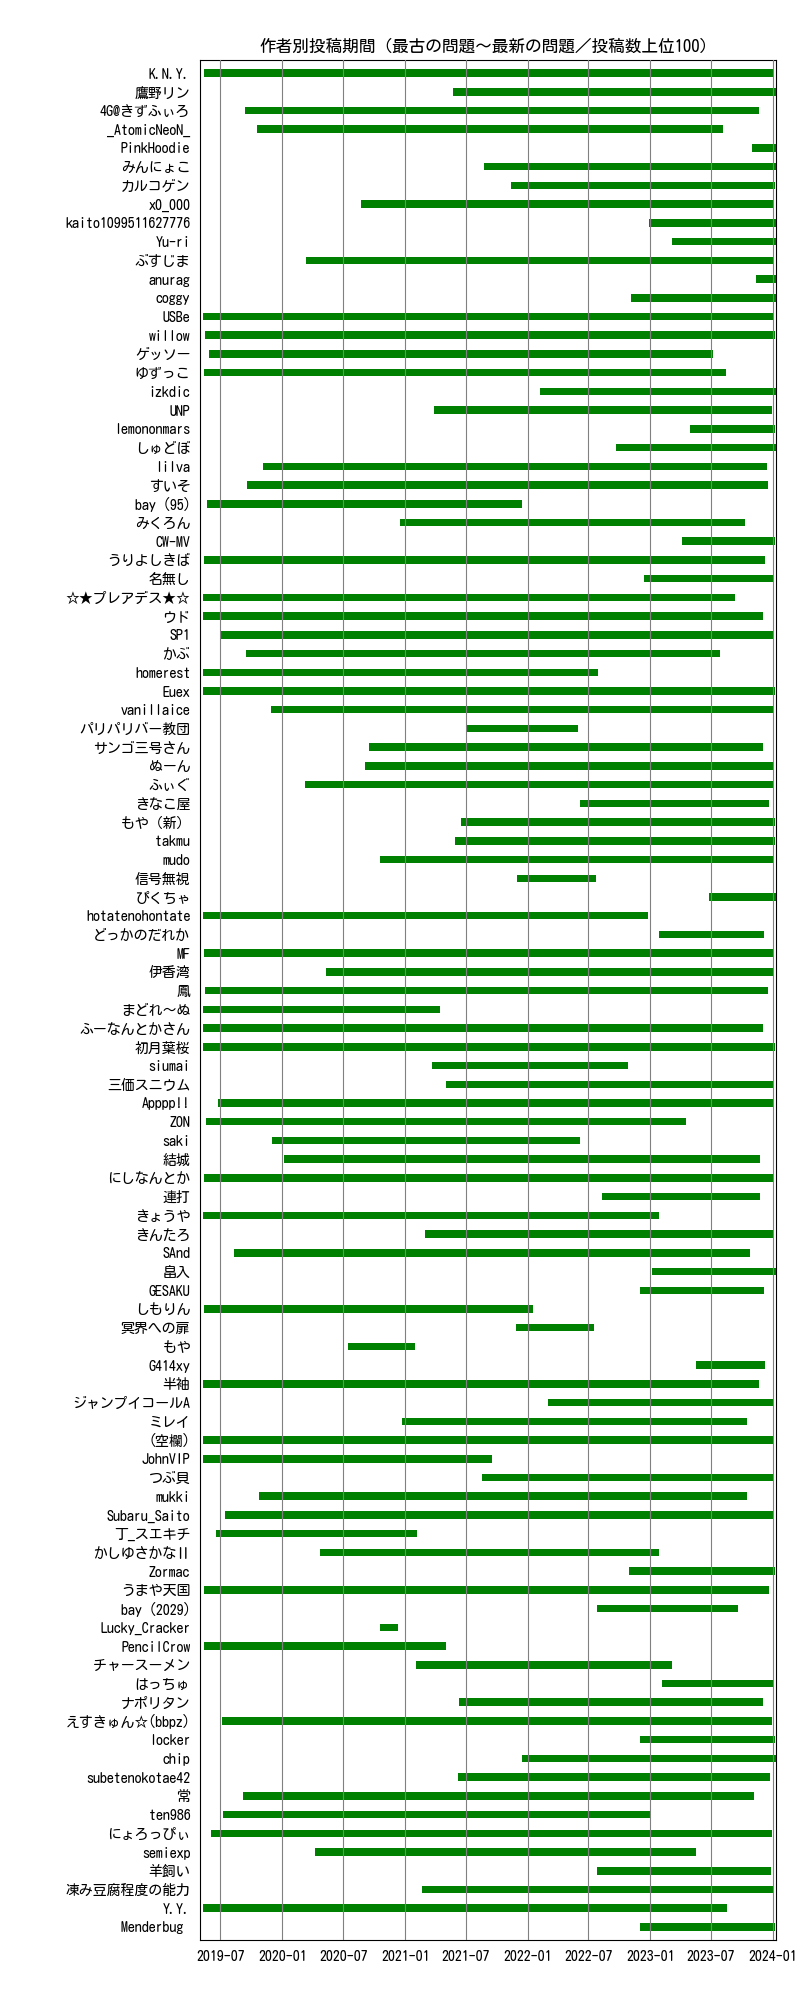 作者別投稿期間（最古の問題～最新の問題／投稿数上位100）
K.N.Y.
鷹野リン
4G@きずふぃろ
_AtomicNeoN_
PinkHoodie
みんにょこ
カルコゲン
x0_000
kaito1099511627776
Yu-ri
ぶすじま
anurag
coggy
USBe
willow
ゲッソー
ゆずっこ
izkdic
UNP
lemononmars
しゅどぼ
lilva
すいそ
bay (95)
みくろん
CW-MV
うりよしきば
名無し
☆★プレアデス★☆
ウド
SP1
かぶ
homerest
Euex
vanillaice
パリパリバー教団
サンゴ三号さん
ぬーん
ふぃぐ
きなこ屋
もや（新）
takmu
mudo
信号無視
ぴくちゃ
hotatenohontate
どっかのだれか
MF
伊香湾
鳳
まどれ～ぬ
ふーなんとかさん
初月葉桜
siumai
三価スニウム
Appppll
ZON
saki
結城
にしなんとか
連打
きょうや
きんたろ
SAnd
畠入
GESAKU
しもりん
冥界への扉
もや
G414xy
半袖
ジャンプイコールA
ミレイ
(空欄)
JohnVIP
つぶ貝
mukki
Subaru_Saito
丁_スエキチ
かしゆさかなII
Zormac
うまや天国
bay (2029)
Lucky_Cracker
PencilCrow
チャースーメン
はっちゅ
ナポリタン
えすきゅん☆(bbpz)
locker
chip
subetenokotae42
常
ten986
にょろっぴぃ
semiexp
羊飼い
凍み豆腐程度の能力
Y.Y.
Menderbug
2019-07 2020-01 2020-07 2021-01 2021-07 2022-01 2022-07 2023-01 2023-07 2024-01